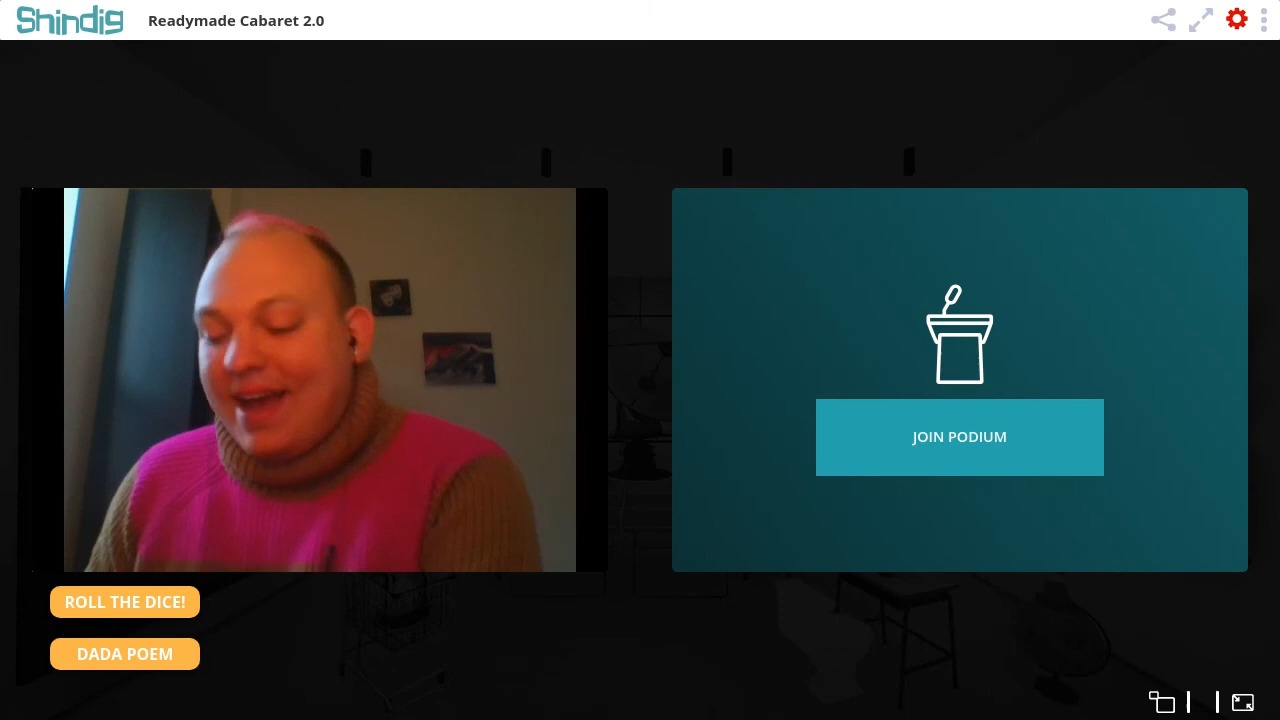 Shindig
Readymade Cabaret 2.0
JOIN PODIUM
ROLL THE DICE!
DADA POEM